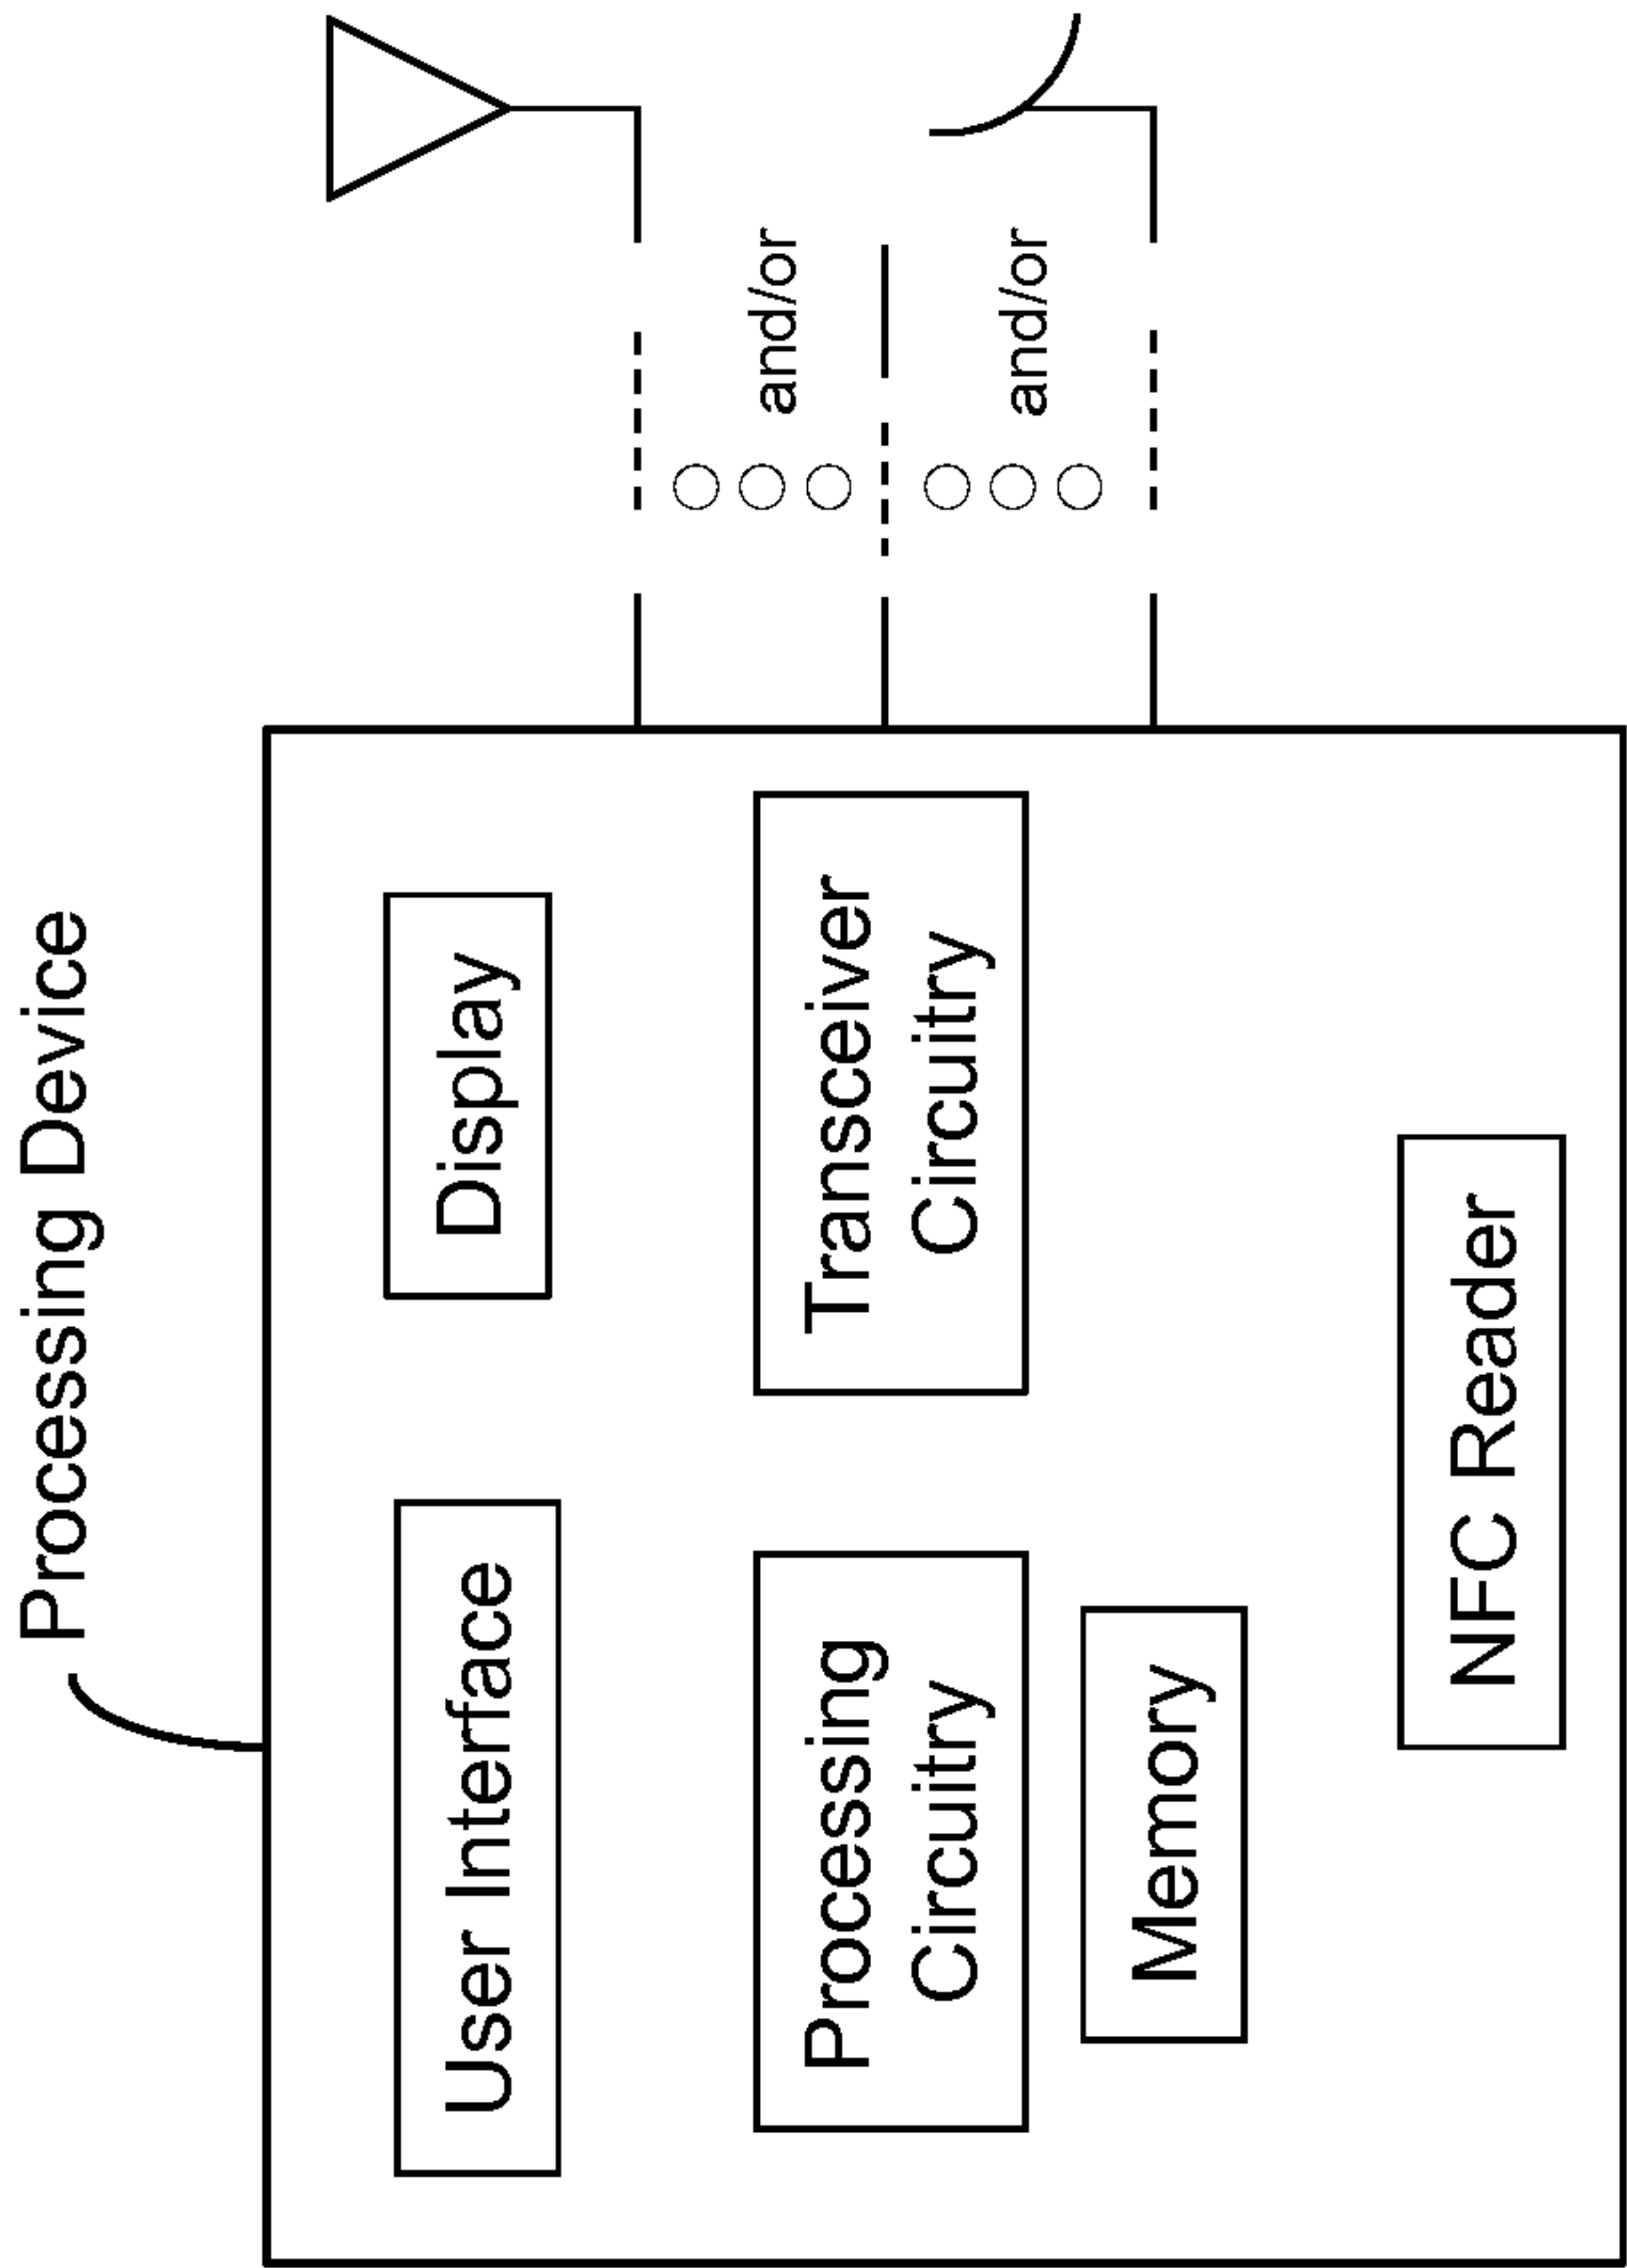 Processing Device
User Interface
Display
Processing
Circuitry
Transceiver
Circuitry
Memory
NFC Reader
and/or
and/or